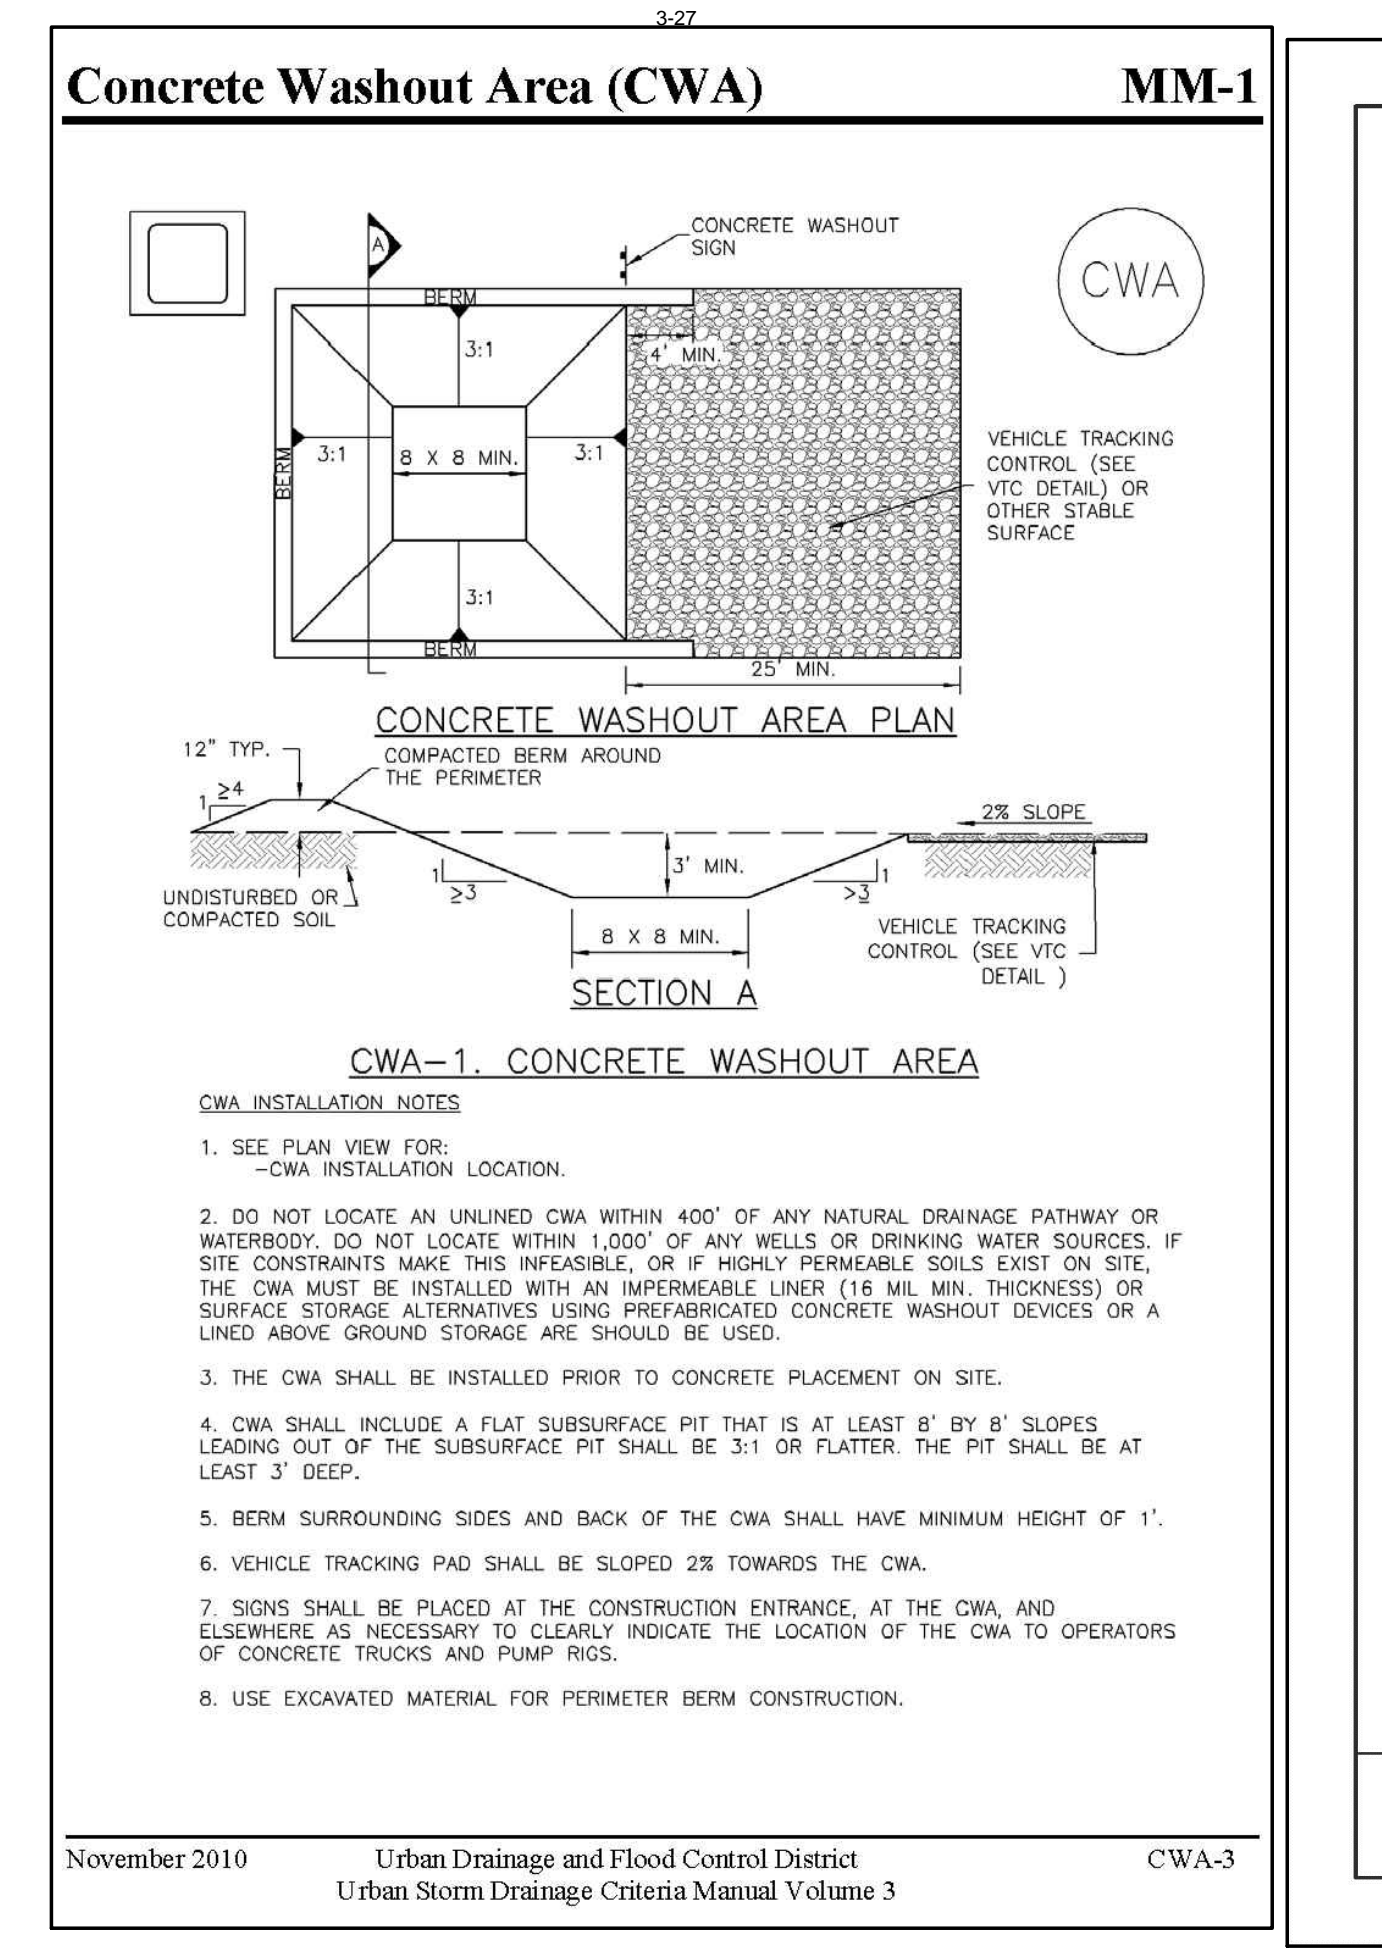 3-27
Concrete Washout Area (CWA) MM-1
A
CONCRETE WASHOUT
SIGN
CWA
BERM
3:1
4' MIN.
BERM
3:1
8 X 8 MIN.
3:1
VEHICLE TRACKING
CONTROL (SEE
VTC DETAIL) OR
OTHER STABLE
SURFACE
3:1
BERM
25' MIN.
CONCRETE WASHOUT AREA PLAN
12" TYP.
COMPACTED BERM AROUND
THE PERIMETER
1
≥4
2% SLOPE
3' MIN.
1
≥3
>3
1
UNDISTURBED OR
COMPACTED SOIL
8 X 8 MIN.
VEHICLE TRACKING
CONTROL (SEE VTC
DETAIL )
SECTION A
CWA-1. CONCRETE WASHOUT AREA
CWA INSTALLATION NOTES
1. SEE PLAN VIEW FOR:
-CWA INSTALLATION LOCATION.
2. DO NOT LOCATE AN UNLINED CWA WITHIN 400' OF ANY NATURAL DRAINAGE PATHWAY OR
WATERBODY. DO NOT LOCATE WITHIN 1,000' OF ANY WELLS OR DRINKING WATER SOURCES. IF
SITE CONSTRAINTS MAKE THIS INFEASIBLE, OR IF HIGHLY PERMEABLE SOILS EXIST ON SITE,
THE CWA MUST BE INSTALLED WITH AN IMPERMEABLE LINER (16 MIL MIN. THICKNESS) OR
SURFACE STORAGE ALTERNATIVES USING PREFABRICATED CONCRETE WASHOUT DEVICES OR A
LINED ABOVE GROUND STORAGE ARE SHOULD BE USED.
3. THE CWA SHALL BE INSTALLED PRIOR TO CONCRETE PLACEMENT ON SITE.
4. CWA SHALL INCLUDE A FLAT SUBSURFACE PIT THAT IS AT LEAST 8' BY 8' SLOPES
LEADING OUT OF THE SUBSURFACE PIT SHALL BE 3:1 OR FLATTER. THE PIT SHALL BE AT
LEAST 3' DEEP.
5. BERM SURROUNDING SIDES AND BACK OF THE CWA SHALL HAVE MINIMUM HEIGHT OF 1'.
6. VEHICLE TRACKING PAD SHALL BE SLOPED 2% TOWARDS THE CWA.
7. SIGNS SHALL BE PLACED AT THE CONSTRUCTION ENTRANCE, AT THE CWA, AND
ELSEWHERE AS NECESSARY TO CLEARLY INDICATE THE LOCATION OF THE CWA TO OPERATORS
OF CONCRETE TRUCKS AND PUMP RIGS.
8. USE EXCAVATED MATERIAL FOR PERIMETER BERM CONSTRUCTION.
November 2010 Urban Drainage and Flood Control District CWA-3
Urban Storm Drainage Criteria Manual Volume 3